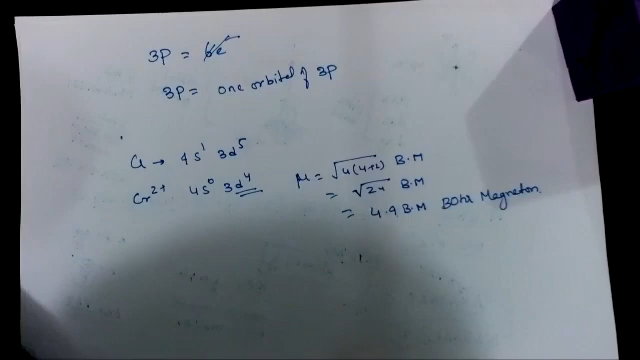 3P = 6e
3P = one orbital of 3P
Cr → 4s¹ 3d⁵
Cr²⁺ 4s⁰ 3d⁴
μ = √4(4+2) B.M
= √24 B.M
= 4.9 B.M Bohr Magneton.